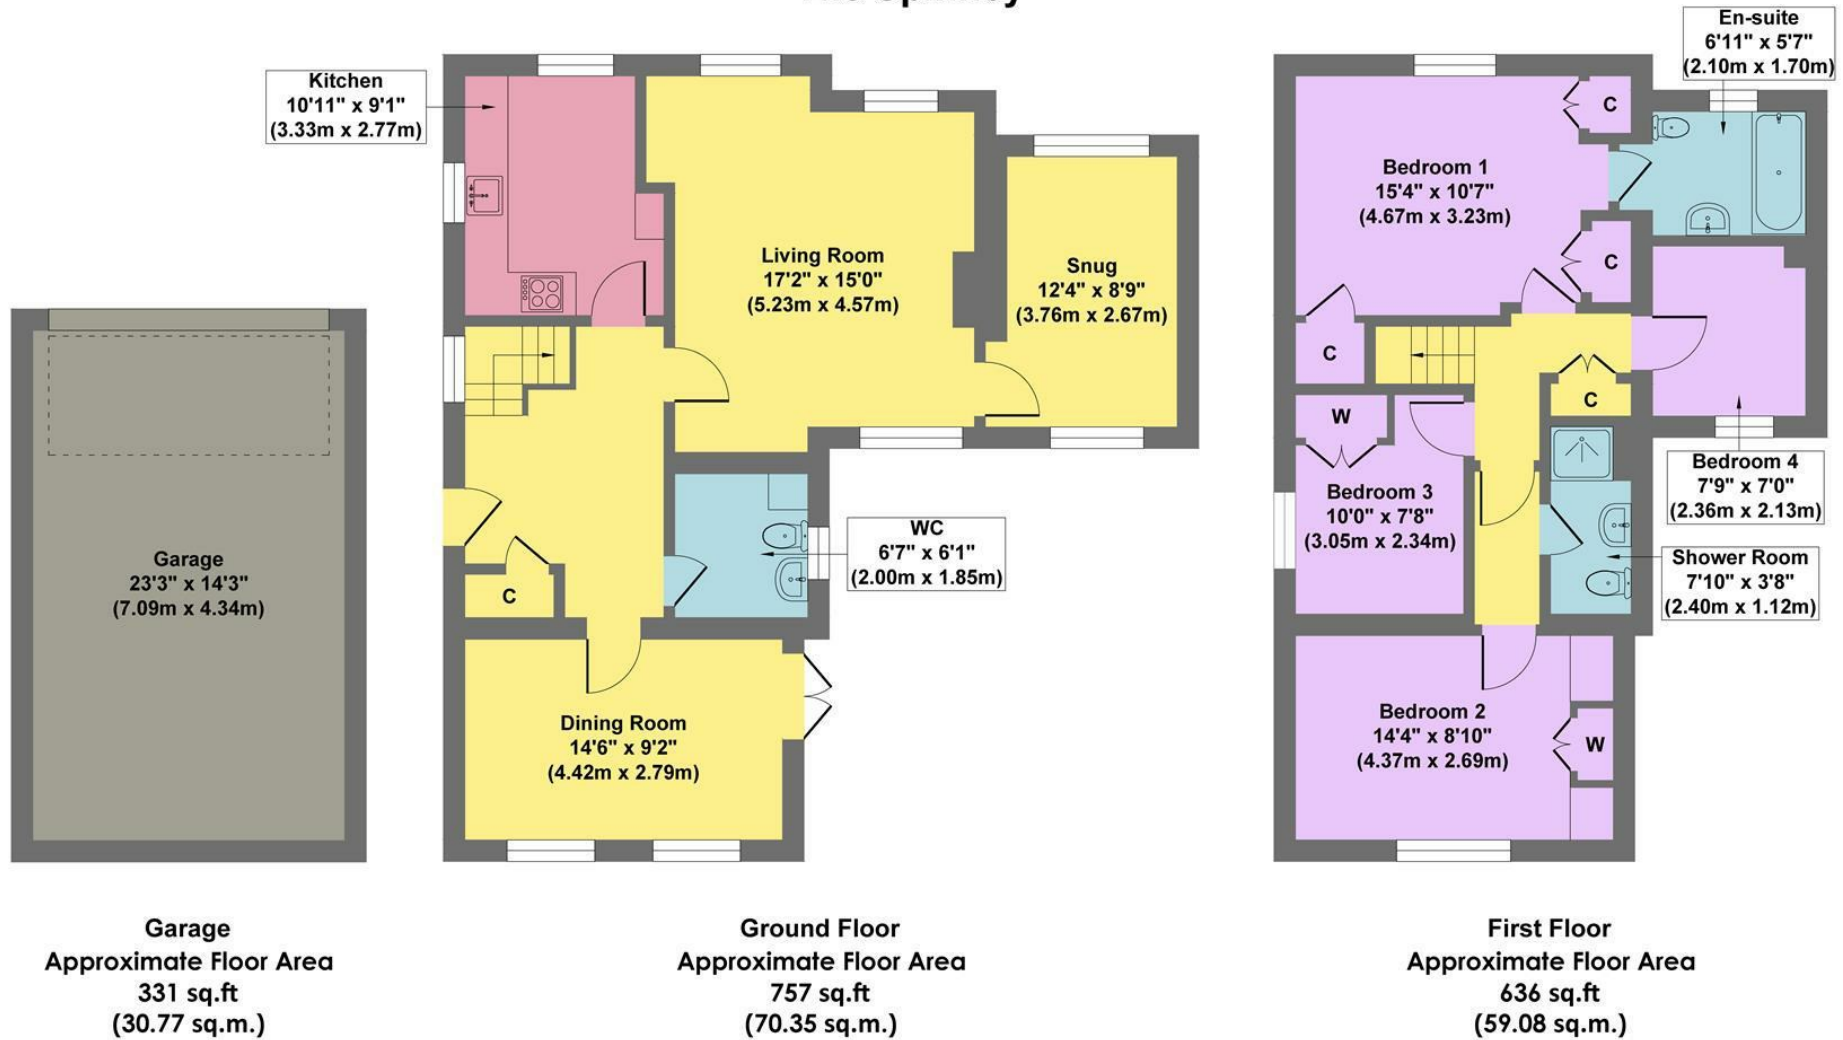 Kitchen
10'11" x 9'1"
(3.33m x 2.77m)
En-suite
6'11" x 5'7"
(2.10m x 1.70m)
C
Bedroom 1
15'4" x 10'7"
(4.67m x 3.23m)
Living Room
17'2" x 15'0"
(5.23m x 4.57m)
Snug
12'4" x 8'9"
(3.76m x 2.67m)
C
C
C
W
Bedroom 4
7'9" x 7'0"
(2.36m x 2.13m)
Bedroom 3
10'0" x 7'8"
(3.05m x 2.34m)
WC
6'7" x 6'1"
(2.00m x 1.85m)
Garage
23'3" x 14'3"
(7.09m x 4.34m)
C
Shower Room
7'10" x 3'8"
(2.40m x 1.12m)
Dining Room
14'6" x 9'2"
(4.42m x 2.79m)
Bedroom 2
14'4" x 8'10"
(4.37m x 2.69m)
W
Garage
Approximate Floor Area
331 sq.ft
(30.77 sq.m.)
Ground Floor
Approximate Floor Area
757 sq.ft
(70.35 sq.m.)
First Floor
Approximate Floor Area
636 sq.ft
(59.08 sq.m.)